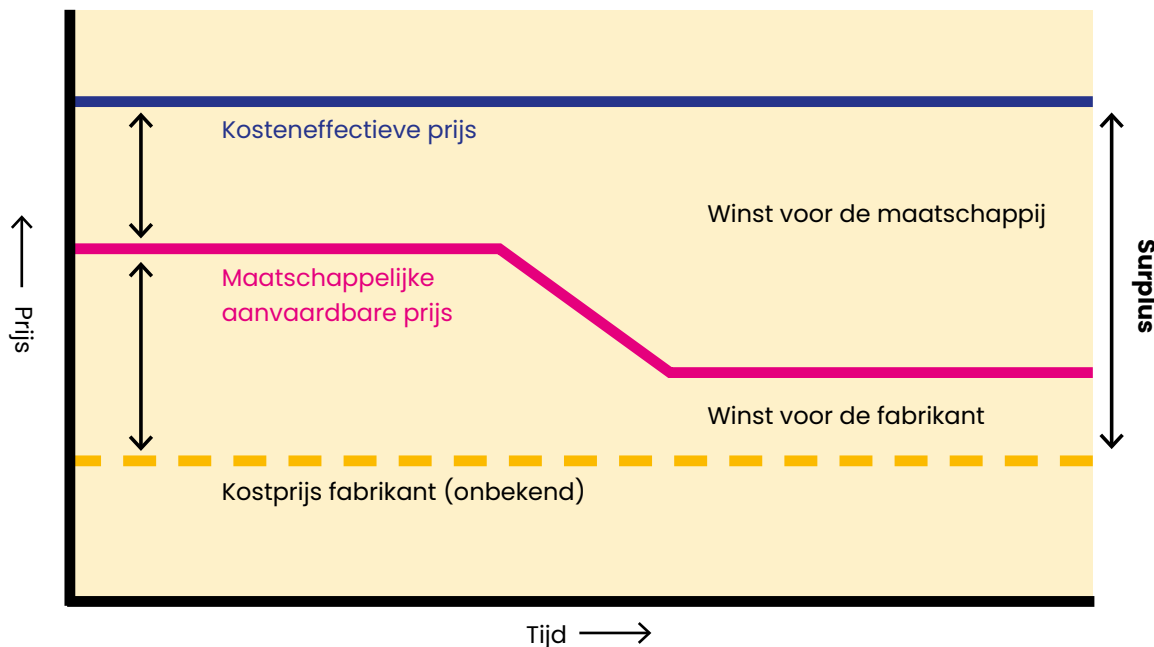 Kosteneffectieve prijs
Winst voor de maatschappij
Maatschappelijke
aanvaardbare prijs
Winst voor de fabrikant
Kostprijs fabrikant (onbekend)
Prijs
Surplus
Tijd